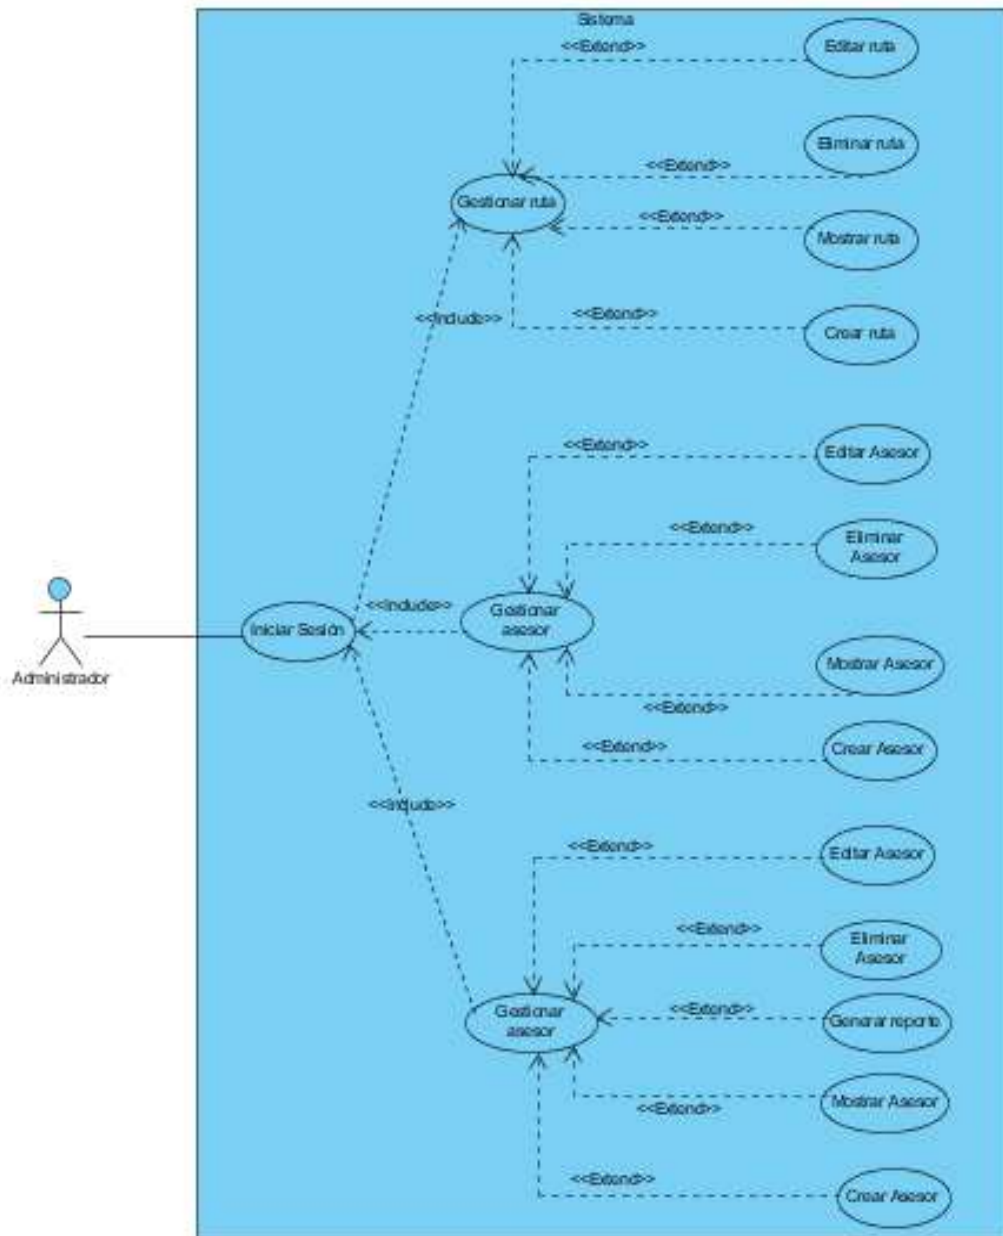 Sistema
<<Extend>>
Editar ruta
Eliminar ruta
<<Extend>>
Gestionar ruta
<<Extend>>
Mostrar ruta
<<Include>>
<<Extend>>
Crear ruta
<<Extend>>
Editar Asesor
<<Extend>>
Eliminar
Asesor
<<Include>>
Gestionar
asesor
Iniciar Sesión
Administrador
Mostrar Asesor
<<Extend>>
<<Extend>>
Crear Asesor
<<Include>>
<<Extend>>
Editar Asesor
<<Extend>>
Eliminar
Asesor
Gestionar
asesor
<<Extend>>
Generar reporte
<<Extend>>
Mostrar Asesor
<<Extend>>
Crear Asesor